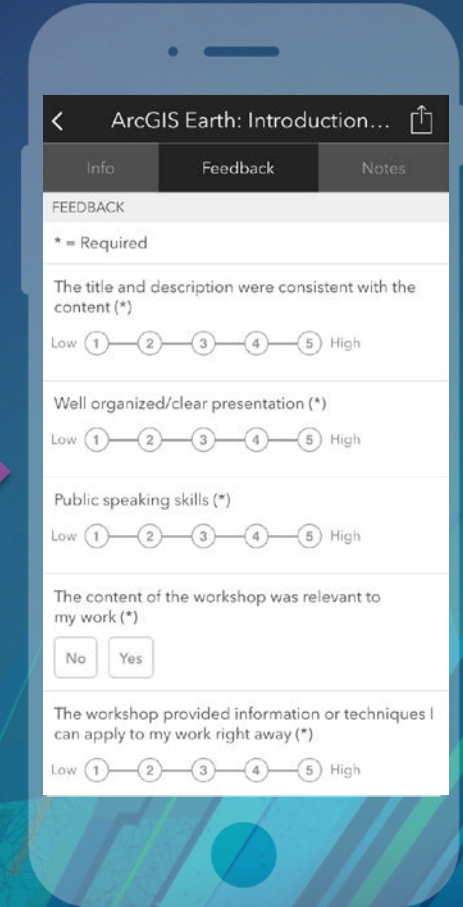 ArcGIS Earth: Introduction...
Info Feedback Notes
FEEDBACK
* = Required
The title and description were consistent with the
content (*)
Low 1 2 3 4 5 High
Well organized/clear presentation (*)
Low 1 2 3 4 5 High
Public speaking skills (*)
Low 1 2 3 4 5 High
The content of the workshop was relevant to
my work (*)
No Yes
The workshop provided information or techniques I
can apply to my work right away (*)
Low 1 2 3 4 5 High